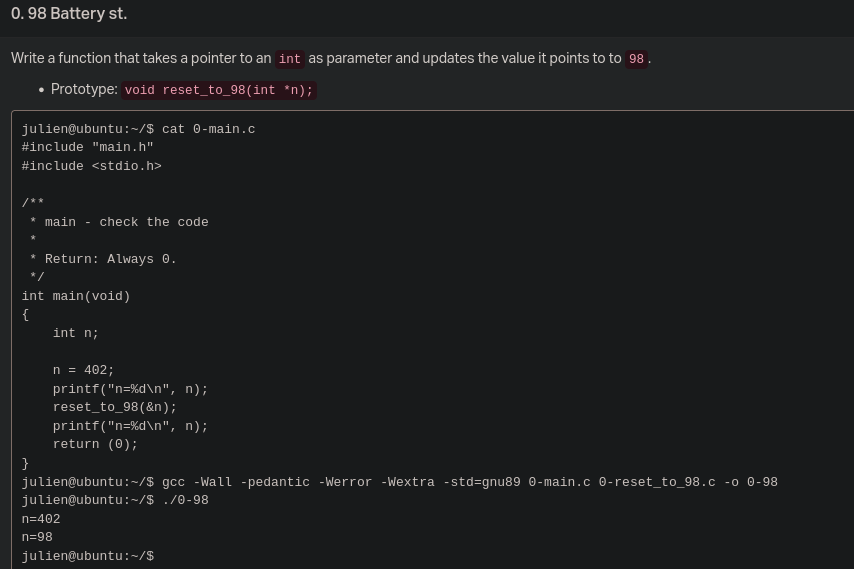 0. 98 Battery st.
Write a function that takes a pointer to an int as parameter and updates the value it points to to 98.
• Prototype: void reset_to_98(int *n);
julien@ubuntu:~/$ cat 0-main.c
#include "main.h"
#include <stdio.h>

/**
 * main - check the code
 *
 * Return: Always 0.
 */
int main(void)
{
    int n;

    n = 402;
    printf("n=%d\n", n);
    reset_to_98(&n);
    printf("n=%d\n", n);
    return (0);
}
julien@ubuntu:~/$ gcc -Wall -pedantic -Werror -Wextra -std=gnu89 0-main.c 0-reset_to_98.c -o 0-98
julien@ubuntu:~/$ ./0-98
n=402
n=98
julien@ubuntu:~/$